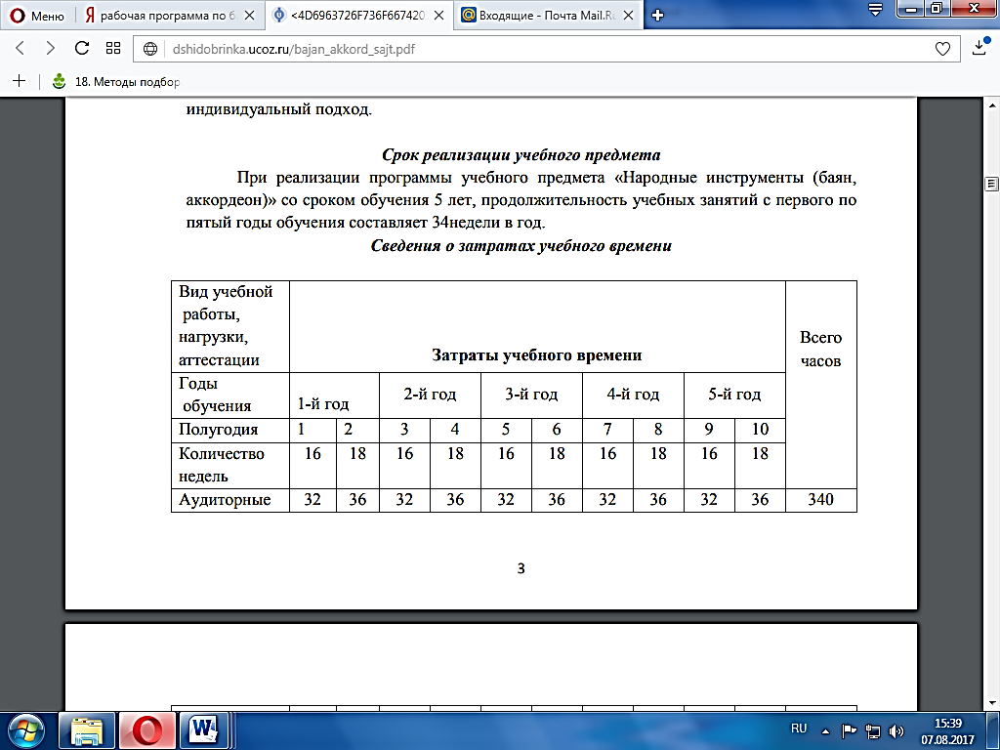 Меню
рабочая программа по б
<4D6963726F736F667420
Входящие - Почта Mail.R
dshidobrinka.ucoz.ru/bajan_akkord_sajt.pdf
18. Методы подбор
индивидуальный подход.
Срок реализации учебного предмета
При реализации программы учебного предмета «Народные инструменты (баян,
аккордеон)» со сроком обучения 5 лет, продолжительность учебных занятий с первого по
пятый годы обучения составляет 34недели в год.
Сведения о затратах учебного времени
Вид учебной
работы,
нагрузки,
аттестации
Затраты учебного времени
Всего
часов
Годы
обучения
1-й год 2-й год 3-й год 4-й год 5-й год
Полугодия 1 2 3 4 5 6 7 8 9 10
Количество
недель
16 18 16 18 16 18 16 18 16 18
Аудиторные 32 36 32 36 32 36 32 36 32 36 340
3
RU
15:39
07.08.2017